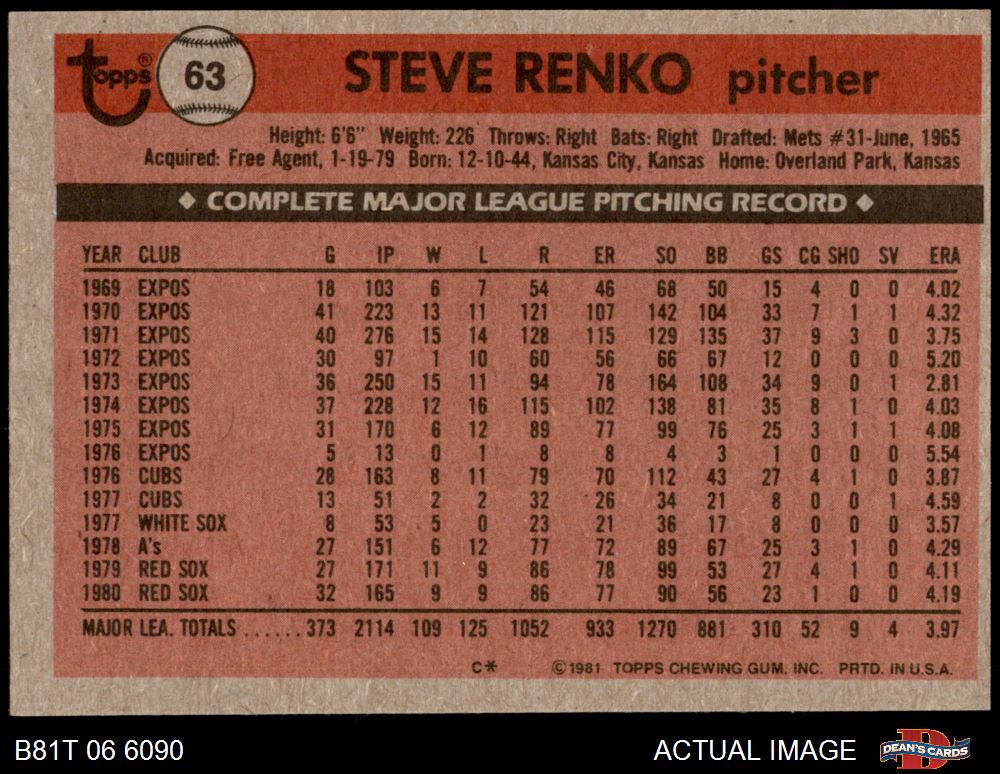 Topps® 63 STEVE RENKO pitcher
Height: 6'6" Weight: 226 Throws: Right Bats: Right Drafted: Mets #31-June, 1965
Acquired: Free Agent, 1-19-79 Born: 12-10-44, Kansas City, Kansas Home: Overland Park, Kansas
◆ COMPLETE MAJOR LEAGUE PITCHING RECORD ◆
YEAR CLUB G IP W L R ER SO BB GS CG SHO SV ERA
1969 EXPOS 18 103 6 7 54 46 68 50 15 4 0 0 4.02
1970 EXPOS 41 223 13 11 121 107 142 104 33 7 1 1 4.32
1971 EXPOS 40 276 15 14 128 115 129 135 37 9 3 0 3.75
1972 EXPOS 30 97 1 10 60 56 66 67 12 0 0 0 5.20
1973 EXPOS 36 250 15 11 94 78 164 108 34 9 0 1 2.81
1974 EXPOS 37 228 12 16 115 102 138 81 35 8 1 0 4.03
1975 EXPOS 31 170 6 12 89 77 99 76 25 3 1 1 4.08
1976 EXPOS 5 13 0 1 8 8 4 3 1 0 0 0 5.54
1976 CUBS 28 163 8 11 79 70 112 43 27 4 1 0 3.87
1977 CUBS 13 51 2 2 32 26 34 21 8 0 0 1 4.59
1977 WHITE SOX 8 53 5 0 23 21 36 17 8 0 0 0 3.57
1978 A's 27 151 6 12 77 72 89 67 25 3 1 0 4.29
1979 RED SOX 27 171 11 9 86 78 99 53 27 4 1 0 4.11
1980 RED SOX 32 165 9 9 86 77 90 56 23 1 0 0 4.19
MAJOR LEA. TOTALS ...... 373 2114 109 125 1052 933 1270 881 310 52 9 4 3.97
C* ©1981 TOPPS CHEWING GUM, INC. PRTD. IN U.S.A.
B81T 06 6090 ACTUAL IMAGE B DEAN'S CARDS